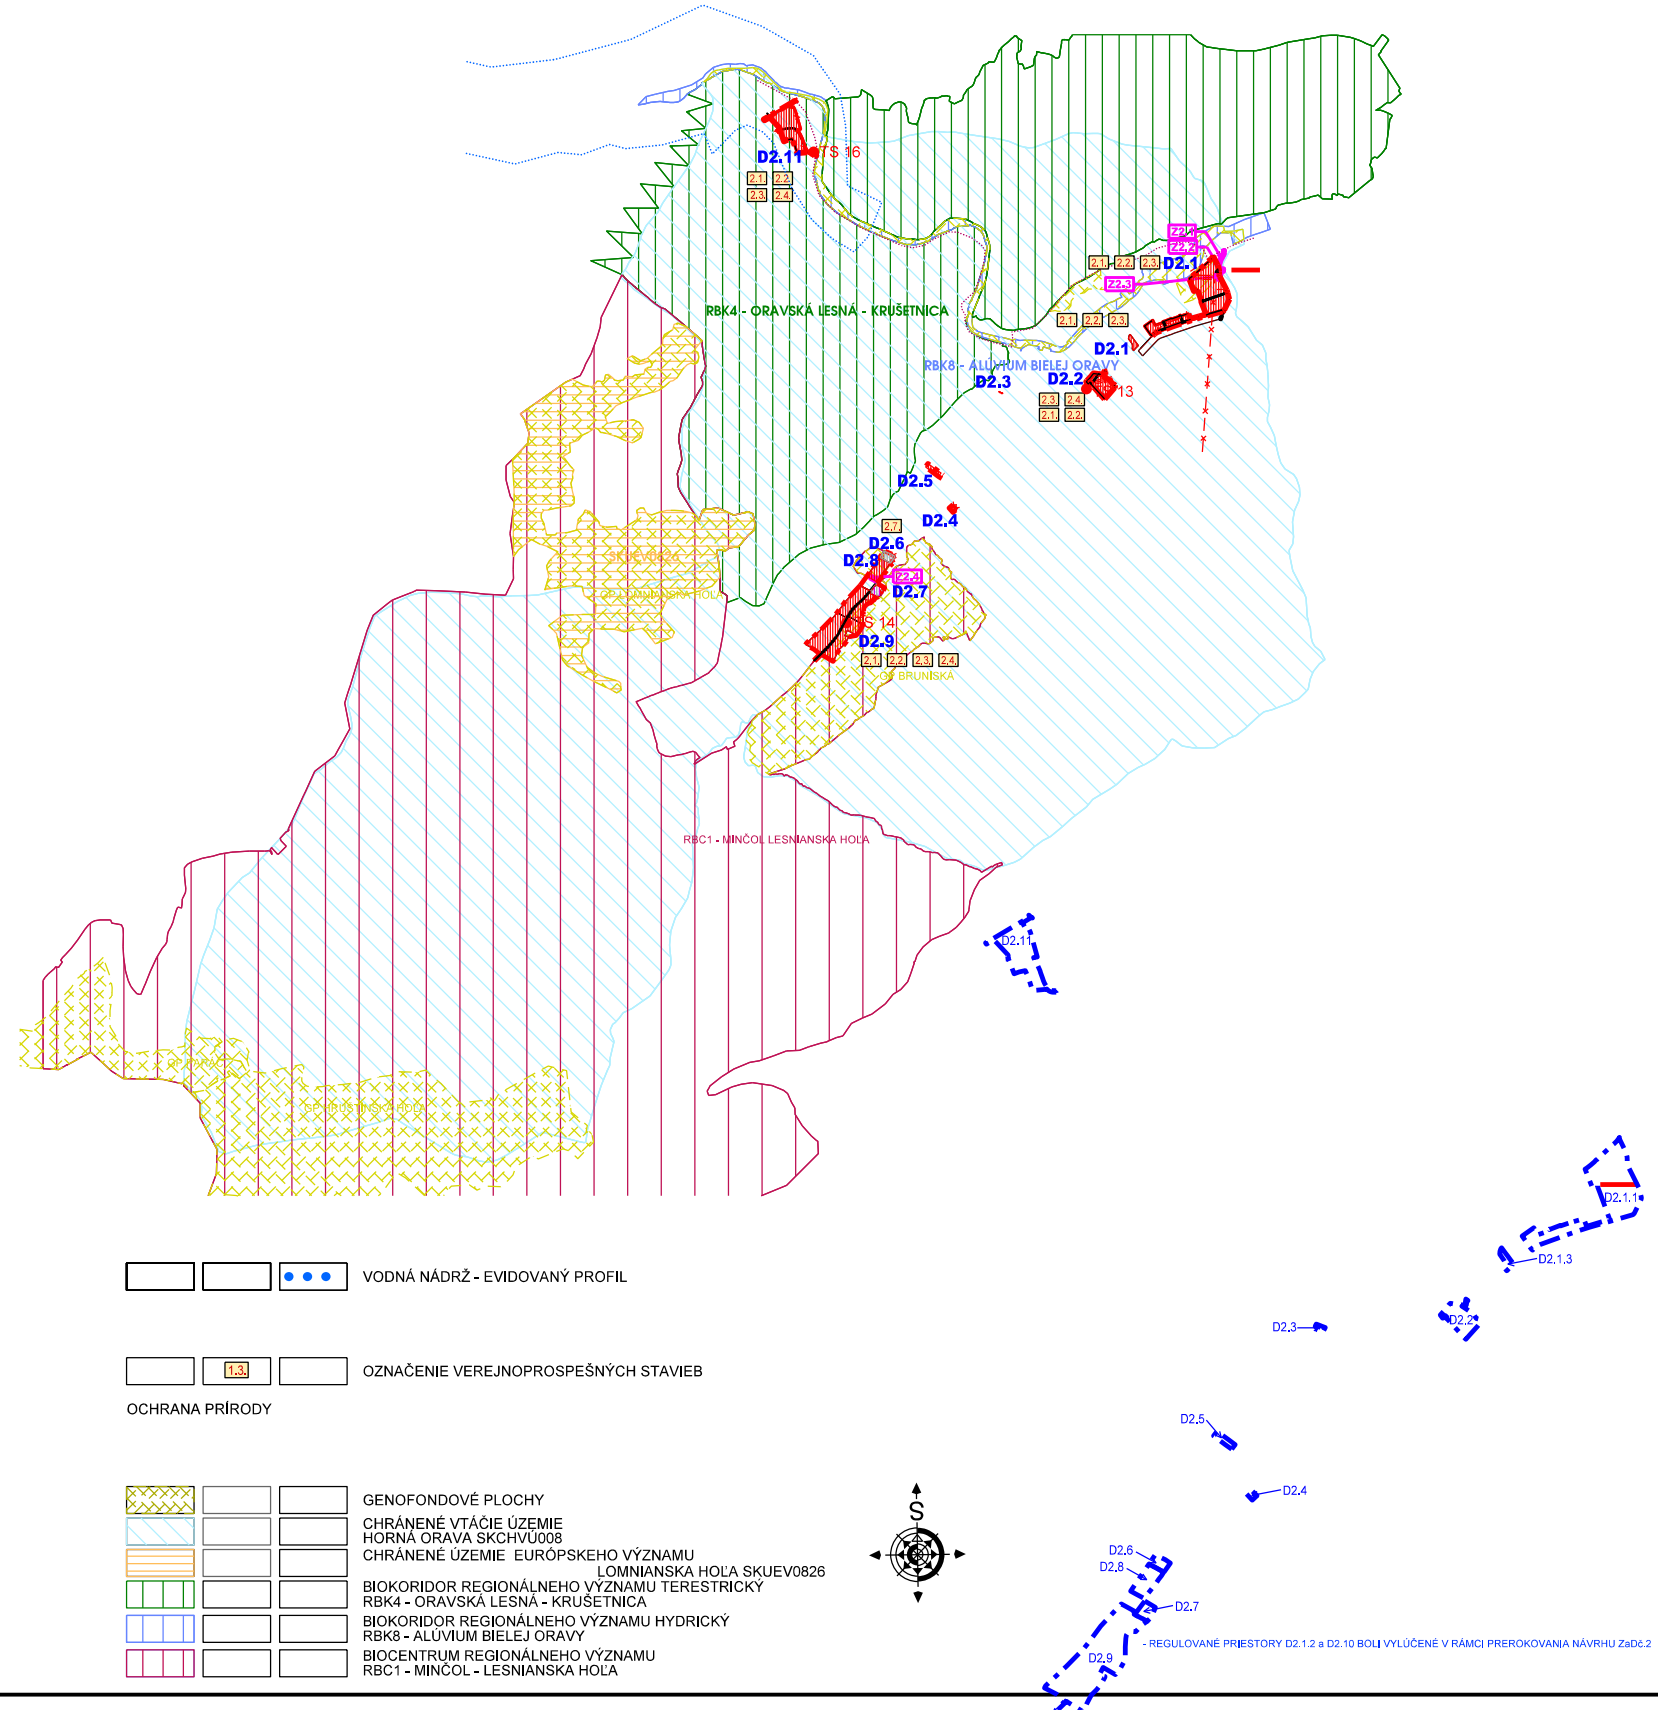 D2.11
TS 16
2.1. 2.2.
2.3. 2.4.
Z2.1
Z2.2
2.1. 2.2. 2.3.
D2.1
Z2.3
RBK4 - ORAVSKÁ LESNÁ - KRUŠETNICA
2.1. 2.2. 2.3.
D2.1
RBK8 - ALÚVIUM BIELEJ ORAVY
D2.3
D2.2
13
2.3. 2.4.
2.1. 2.2.
D2.5
D2.4
2.7.
D2.6
D2.8
Z2.4
D2.7
SKUEV0826
GP LOMNIANSKA HOĽA
TS 14
D2.9
2.1. 2.2. 2.3. 2.4.
GP BRUNISKÁ
RBC1 - MINČOL LESNIANSKA HOĽA
D2.11
GP HRUŠTINSKÁ HOĽA
D2.1.1
D2.1.3
D2.2
D2.3
D2.5
D2.4
D2.6
D2.8
D2.7
D2.9
- REGULOVANÉ PRIESTORY D2.1.2 a D2.10 BOLI VYLÚČENÉ V RÁMCI PREROKOVANIA NÁVRHU ZaDč.2
VODNÁ NÁDRŽ - EVIDOVANÝ PROFIL
1.3.
OZNAČENIE VEREJNOPROSPEŠNÝCH STAVIEB
OCHRANA PRÍRODY
GENOFONDOVÉ PLOCHY
CHRÁNENÉ VTÁČIE ÚZEMIE
HORNÁ ORAVA SKCHVÚ008
CHRÁNENÉ ÚZEMIE EURÓPSKEHO VÝZNAMU
LOMNIANSKA HOĽA SKUEV0826
BIOKORIDOR REGIONÁLNEHO VÝZNAMU TERESTRICKÝ
RBK4 - ORAVSKÁ LESNÁ - KRUŠETNICA
BIOKORIDOR REGIONÁLNEHO VÝZNAMU HYDRICKÝ
RBK8 - ALÚVIUM BIELEJ ORAVY
BIOCENTRUM REGIONÁLNEHO VÝZNAMU
RBC1 - MINČOL - LESNIANSKA HOĽA
S